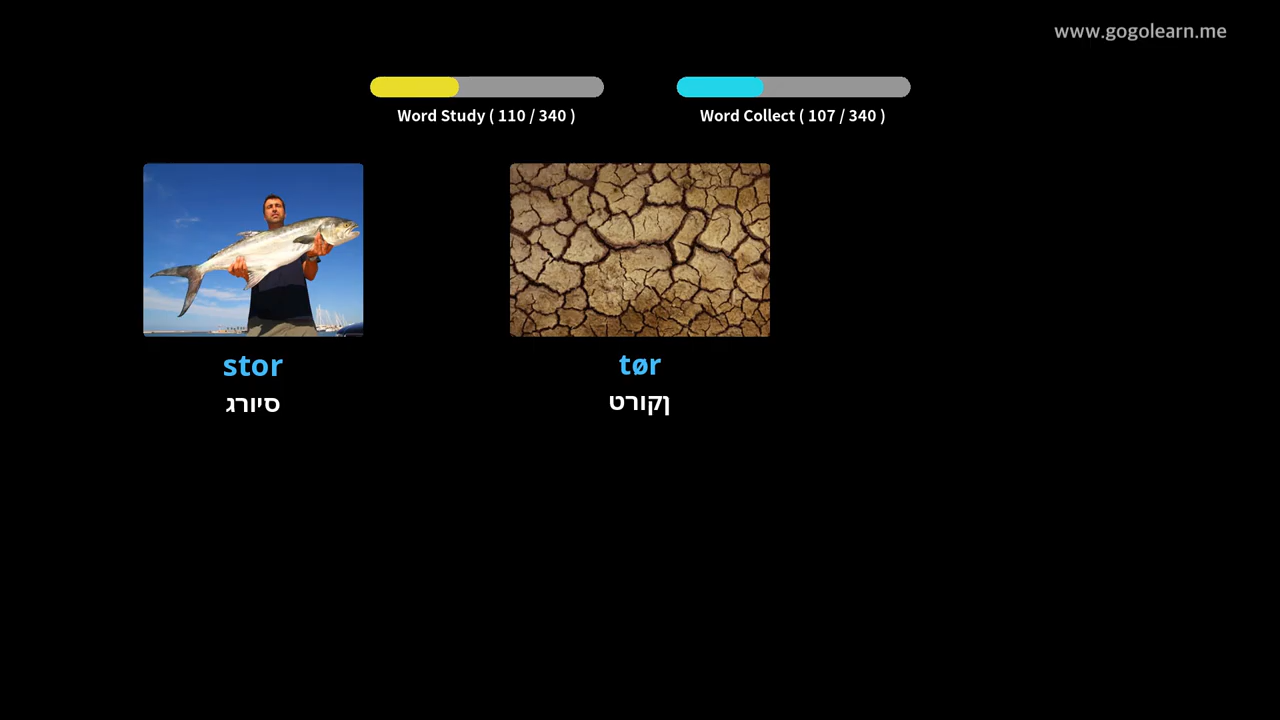 www.gogolearn.me
Word Study ( 110 / 340 )
Word Collect ( 107 / 340 )
stor
סיורג
tør
ןקורט